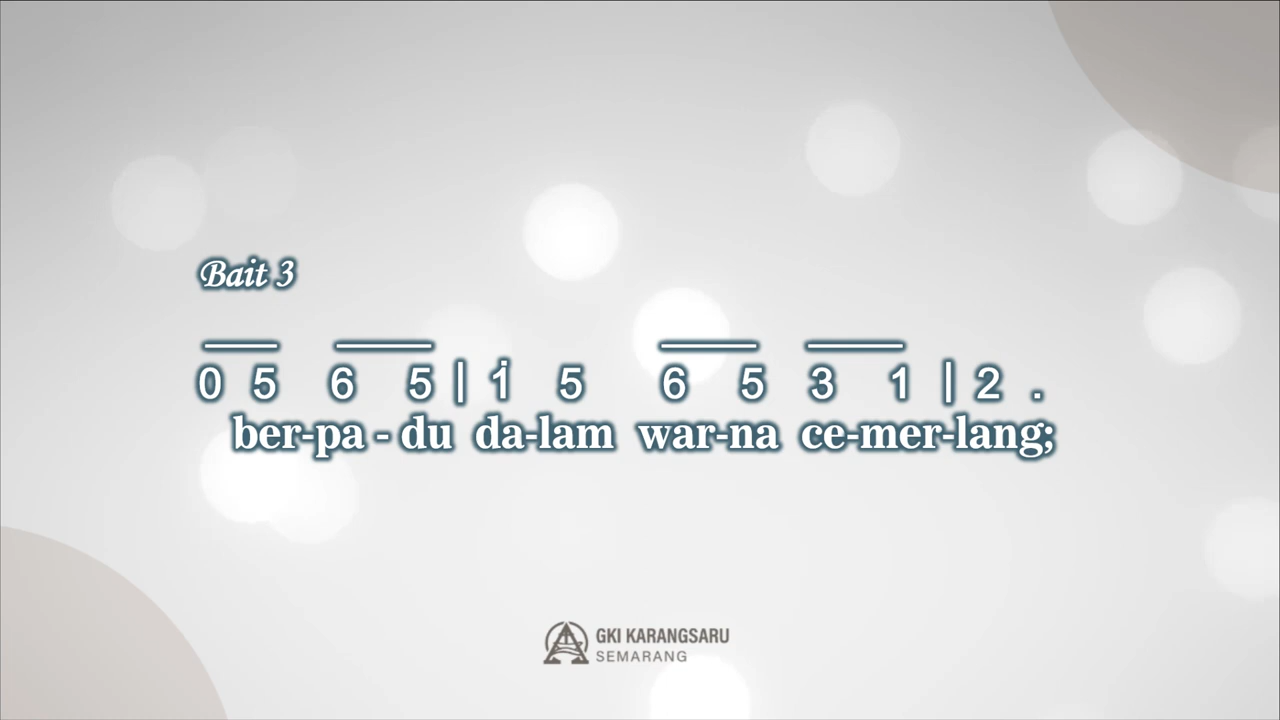 Bait 3
0 5 6 5 | 1̇ 5 6 5 3 1 | 2 .
ber-pa - du da-lam war-na ce-mer-lang;
GKI KARANGSARU
SEMARANG